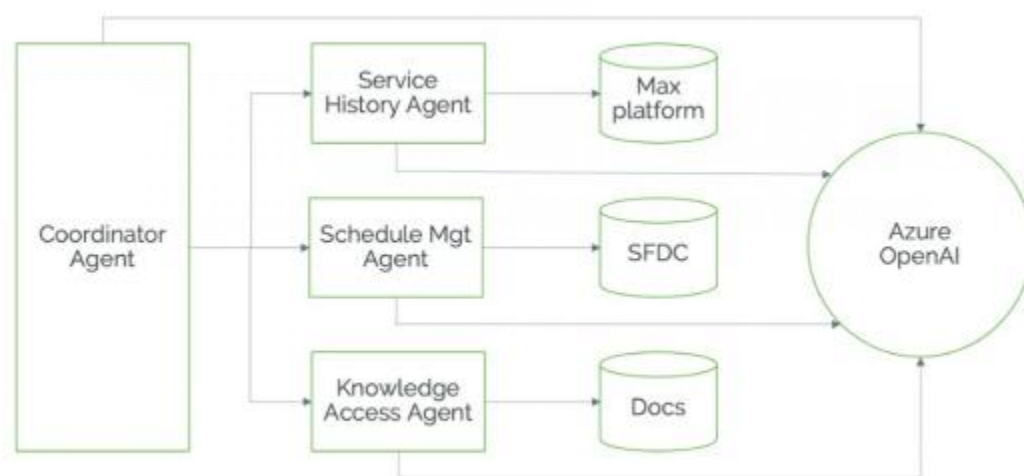 Coordinator
Agent
Service
History Agent
Max
platform
Schedule Mgt
Agent
SFDC
Azure
OpenAI
Knowledge
Access Agent
Docs